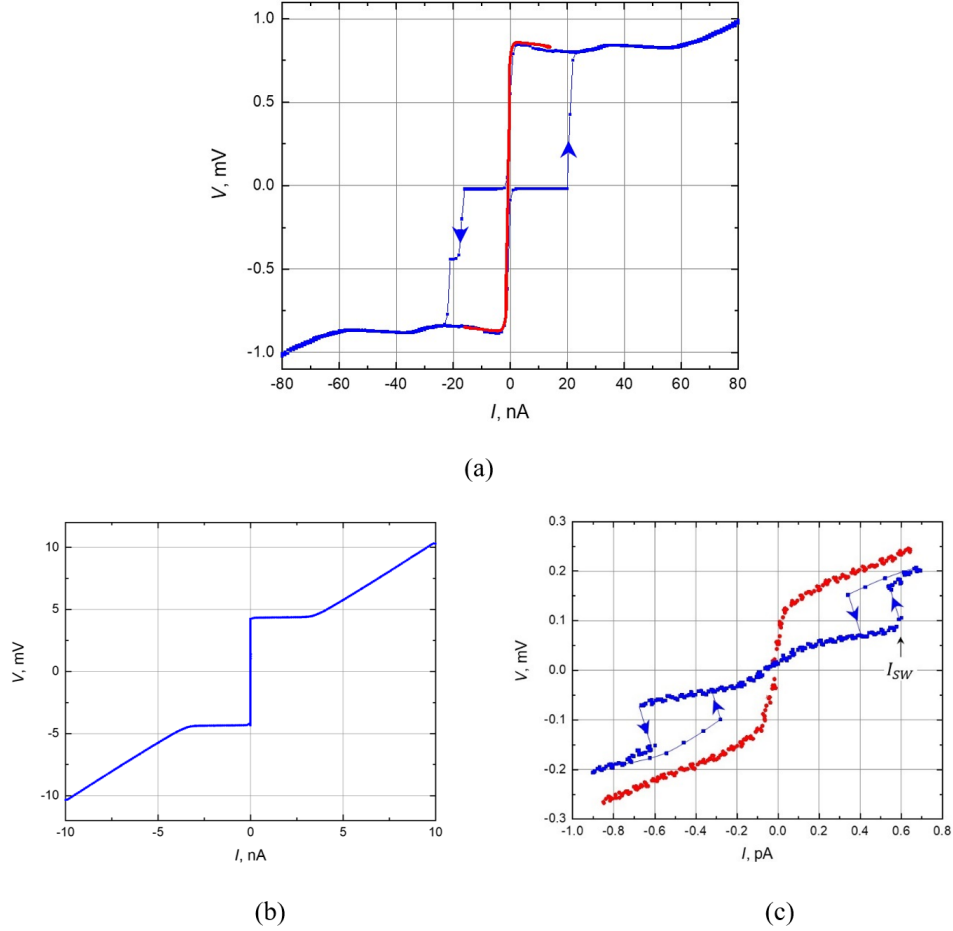 1.0
0.5
0.0
-0.5
-1.0
V, mV
-80 -60 -40 -20 0 20 40 60 80
I, nA
(a)
10
5
0
-5
-10
V, mV
-10 -5 0 5 10
I, nA
(b)
0.3
0.2
0.1
0.0
-0.1
-0.2
-0.3
V, mV
I_SW
-1.0 -0.8 -0.6 -0.4 -0.2 0.0 0.2 0.4 0.6 0.8
I, pA
(c)